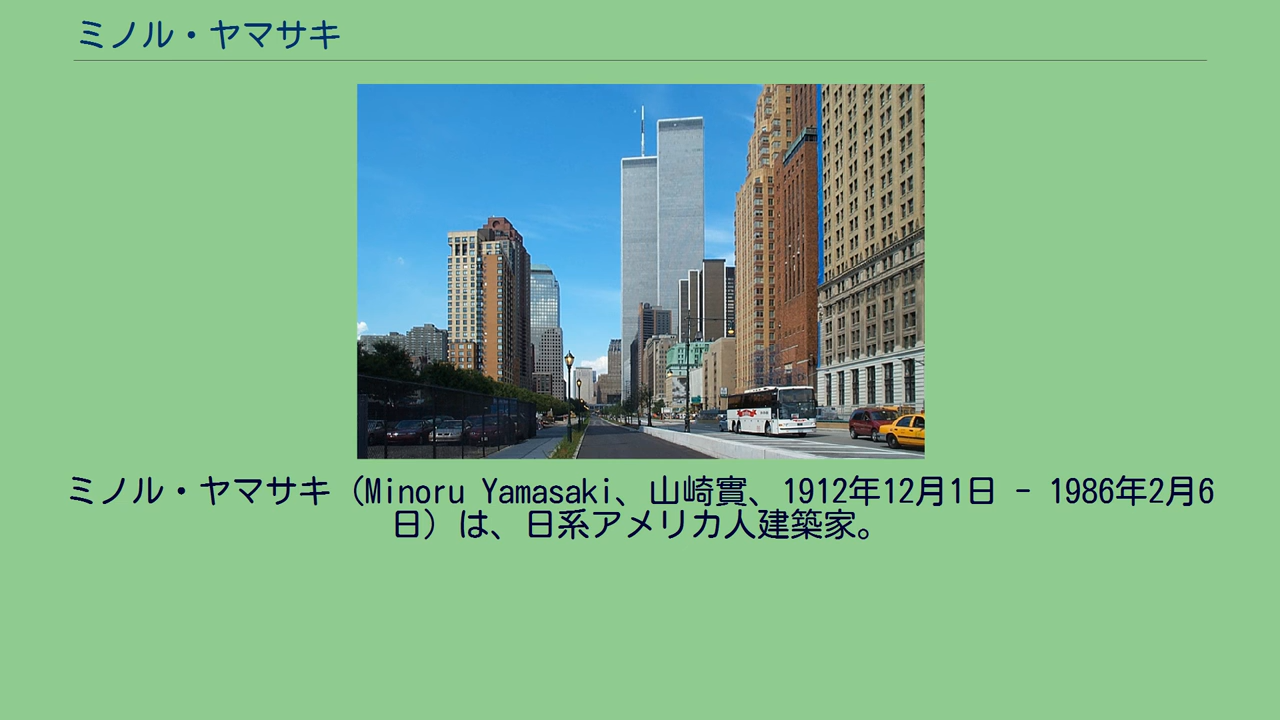 ミノル・ヤマサキ
ミノル・ヤマサキ（Minoru Yamasaki、山崎實、1912年12月1日 - 1986年2月6
日）は、日系アメリカ人建築家。